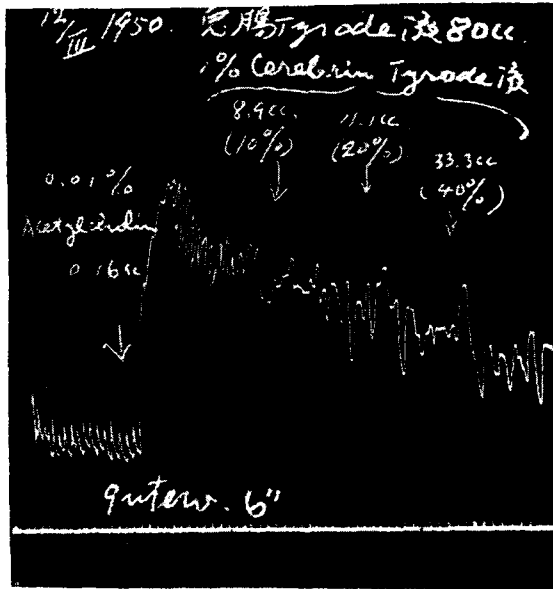 12/III 1950. 兎腸Tyrode液80cc.
1% Cerebrin Tyrode液
8.9cc. 11.1cc 33.3cc
(10%) (20%) (40%)
0.01%
Acetylcholin
0.16cc
Interv. 6"